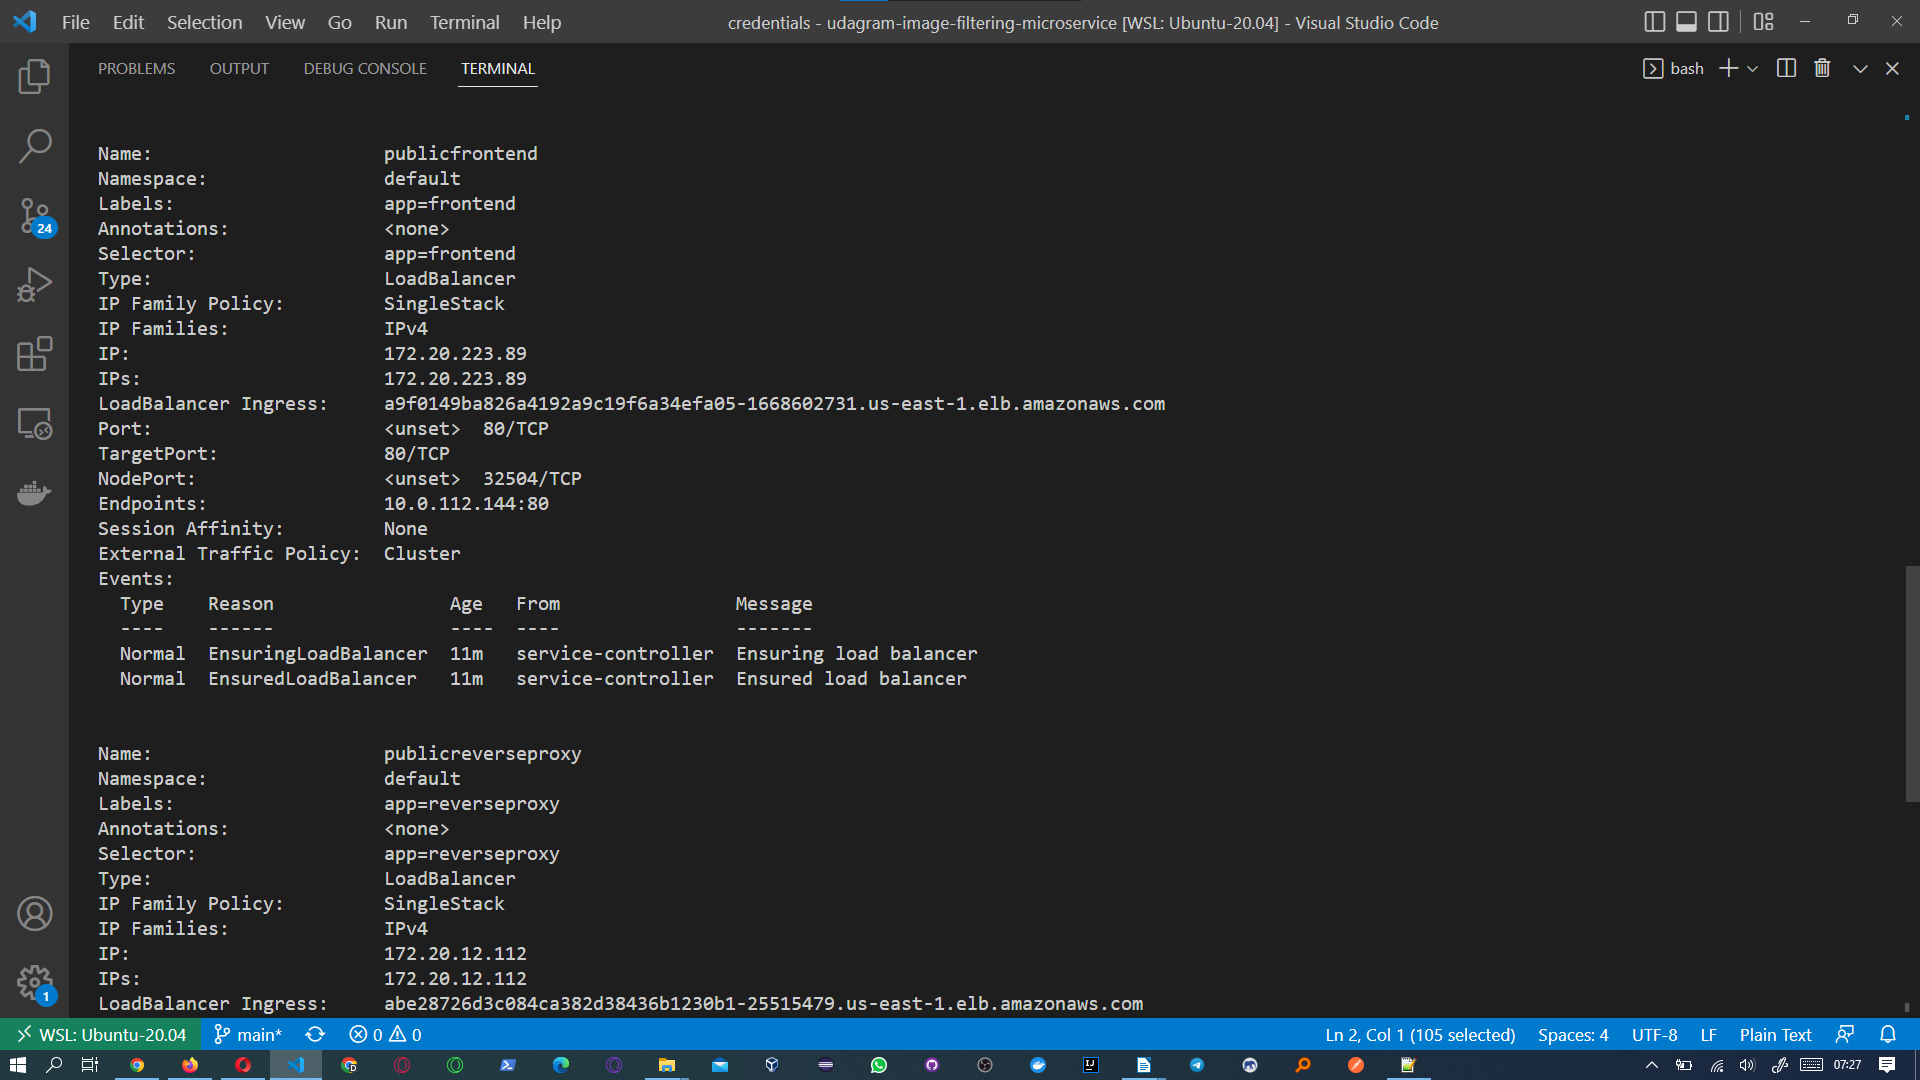 File Edit Selection View Go Run Terminal Help
credentials - udagram-image-filtering-microservice [WSL: Ubuntu-20.04] - Visual Studio Code
PROBLEMS OUTPUT DEBUG CONSOLE TERMINAL
bash
Name: publicfrontend
Namespace: default
Labels: app=frontend
Annotations: <none>
Selector: app=frontend
Type: LoadBalancer
IP Family Policy: SingleStack
IP Families: IPv4
IP: 172.20.223.89
IPs: 172.20.223.89
LoadBalancer Ingress: a9f0149ba826a4192a9c19f6a34efa05-1668602731.us-east-1.elb.amazonaws.com
Port: <unset> 80/TCP
TargetPort: 80/TCP
NodePort: <unset> 32504/TCP
Endpoints: 10.0.112.144:80
Session Affinity: None
External Traffic Policy: Cluster
Events:
Type Reason Age From Message
---- ------ ---- ---- -------
Normal EnsuringLoadBalancer 11m service-controller Ensuring load balancer
Normal EnsuredLoadBalancer 11m service-controller Ensured load balancer
Name: publicreverseproxy
Namespace: default
Labels: app=reverseproxy
Annotations: <none>
Selector: app=reverseproxy
Type: LoadBalancer
IP Family Policy: SingleStack
IP Families: IPv4
IP: 172.20.12.112
IPs: 172.20.12.112
LoadBalancer Ingress: abe28726d3c084ca382d38436b1230b1-25515479.us-east-1.elb.amazonaws.com
24
1
WSL: Ubuntu-20.04 main* 0 0 Ln 2, Col 1 (105 selected) Spaces: 4 UTF-8 LF Plain Text
07:27